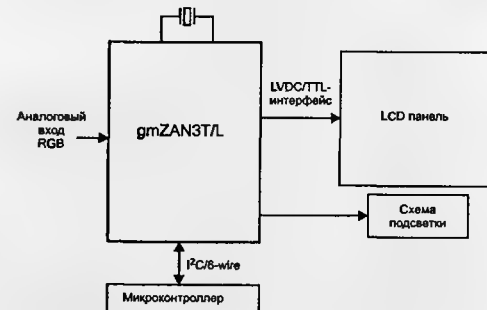 Аналоговый
вход
RGB
gmZAN3T/L
LVDC/TTL-
интерфейс
LCD панель
Схема
подсветки
I²C/6-wire
Микроконтроллер